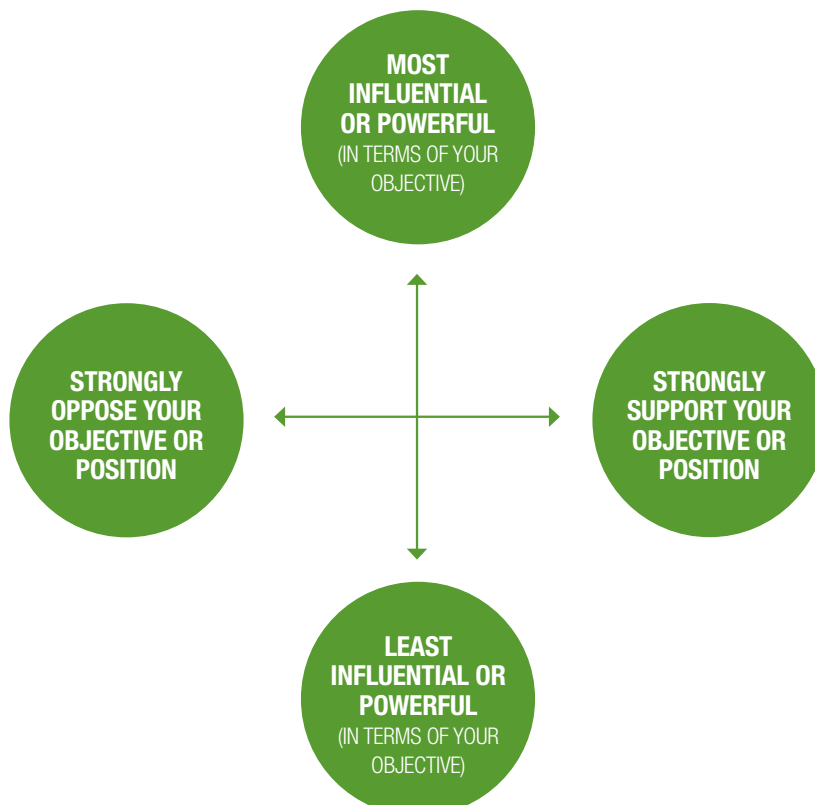 MOST
INFLUENTIAL
OR POWERFUL
(IN TERMS OF YOUR
OBJECTIVE)
STRONGLY
OPPOSE YOUR
OBJECTIVE OR
POSITION
STRONGLY
SUPPORT YOUR
OBJECTIVE OR
POSITION
LEAST
INFLUENTIAL OR
POWERFUL
(IN TERMS OF YOUR
OBJECTIVE)